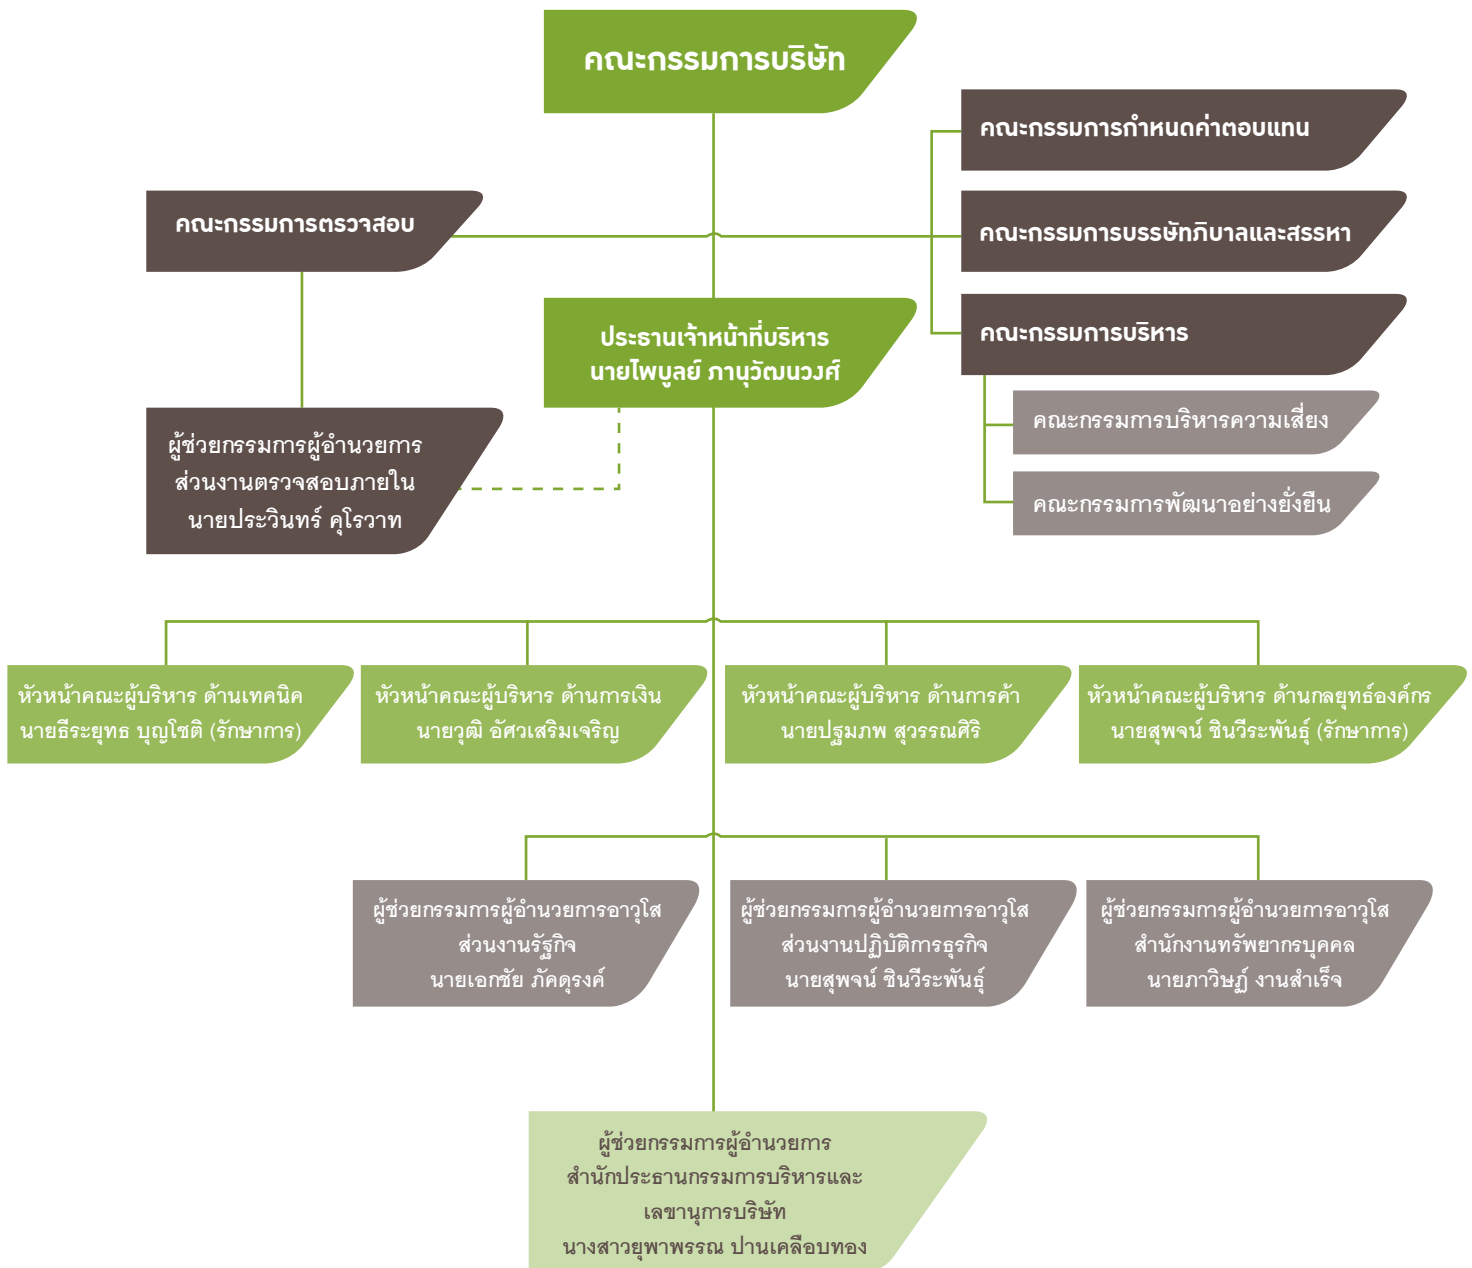 คณะกรรมการบริษัท
คณะกรรมการกำหนดค่าตอบแทน
คณะกรรมการตรวจสอบ
คณะกรรมการบรรษัทภิบาลและสรรหา
ประธานเจ้าหน้าที่บริหาร
นายไพบูลย์ ภานุวัฒนวงศ์
คณะกรรมการบริหาร
คณะกรรมการบริหารความเสี่ยง
คณะกรรมการพัฒนาอย่างยั่งยืน
ผู้ช่วยกรรมการผู้อำนวยการ
ส่วนงานตรวจสอบภายใน
นายประวินทร์ คุโรวาท
หัวหน้าคณะผู้บริหาร ด้านเทคนิค
นายธีระยุทธ บุญโชติ (รักษาการ)
หัวหน้าคณะผู้บริหาร ด้านการเงิน
นายวุฒิ อัศวเสริมเจริญ
หัวหน้าคณะผู้บริหาร ด้านการค้า
นายปฐมภพ สุวรรณศิริ
หัวหน้าคณะผู้บริหาร ด้านกลยุทธ์องค์กร
นายสุพจน์ ชินวีระพันธุ์ (รักษาการ)
ผู้ช่วยกรรมการผู้อำนวยการอาวุโส
ส่วนงานรัฐกิจ
นายเอกชัย ภัคดุรงค์
ผู้ช่วยกรรมการผู้อำนวยการอาวุโส
ส่วนงานปฏิบัติการธุรกิจ
นายสุพจน์ ชินวีระพันธุ์
ผู้ช่วยกรรมการผู้อำนวยการอาวุโส
สำนักงานทรัพยากรบุคคล
นายภาวิษฏ์ งานสำเร็จ
ผู้ช่วยกรรมการผู้อำนวยการ
สำนักประธานกรรมการบริหารและ
เลขานุการบริษัท
นางสาวยุพาพรรณ ปานเคลือบทอง